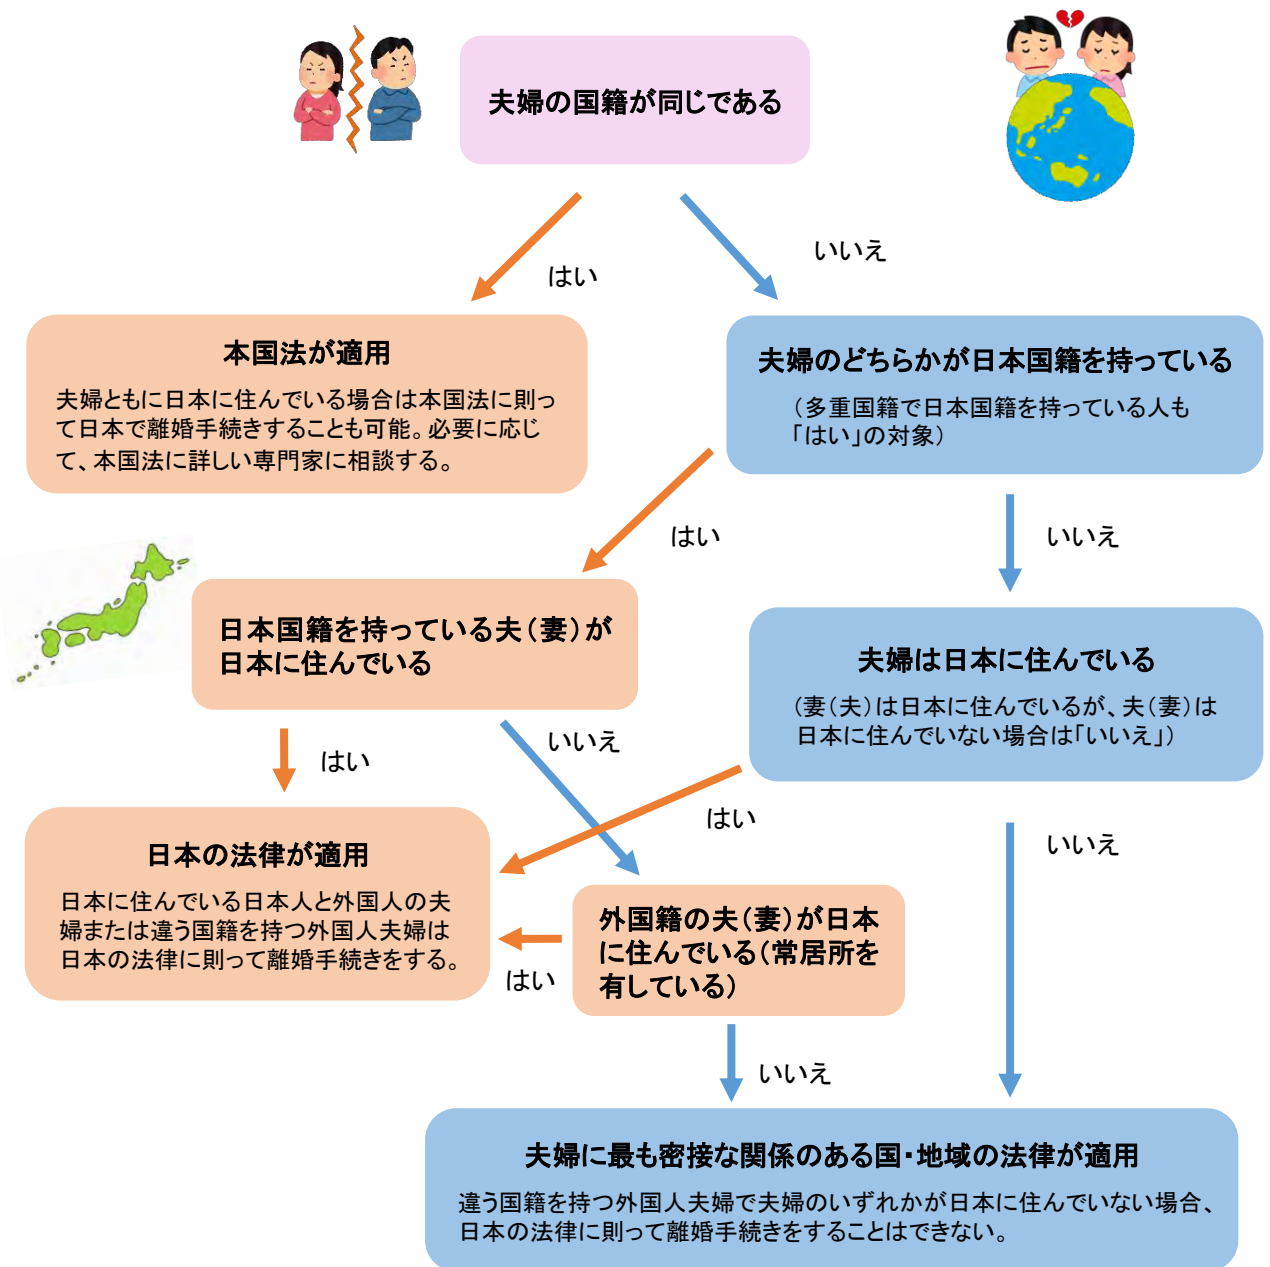 夫婦の国籍が同じである
はい
いいえ
本国法が適用
夫婦ともに日本に住んでいる場合は本国法に則っ
て日本で離婚手続きすることも可能。必要に応じ
て、本国法に詳しい専門家に相談する。
夫婦のどちらかが日本国籍を持っている
（多重国籍で日本国籍を持っている人も
「はい」の対象）
はい
いいえ
日本国籍を持っている夫（妻）が
日本に住んでいる
夫婦は日本に住んでいる
（妻（夫）は日本に住んでいるが、夫（妻）は
日本に住んでいない場合は「いいえ」）
はい
いいえ
はい
いいえ
日本の法律が適用
日本に住んでいる日本人と外国人の夫
婦または違う国籍を持つ外国人夫婦は
日本の法律に則って離婚手続きをする。
外国籍の夫（妻）が日本
に住んでいる（常居所を
有している）
はい
いいえ
夫婦に最も密接な関係のある国・地域の法律が適用
違う国籍を持つ外国人夫婦で夫婦のいずれかが日本に住んでいない場合、
日本の法律に則って離婚手続きをすることはできない。